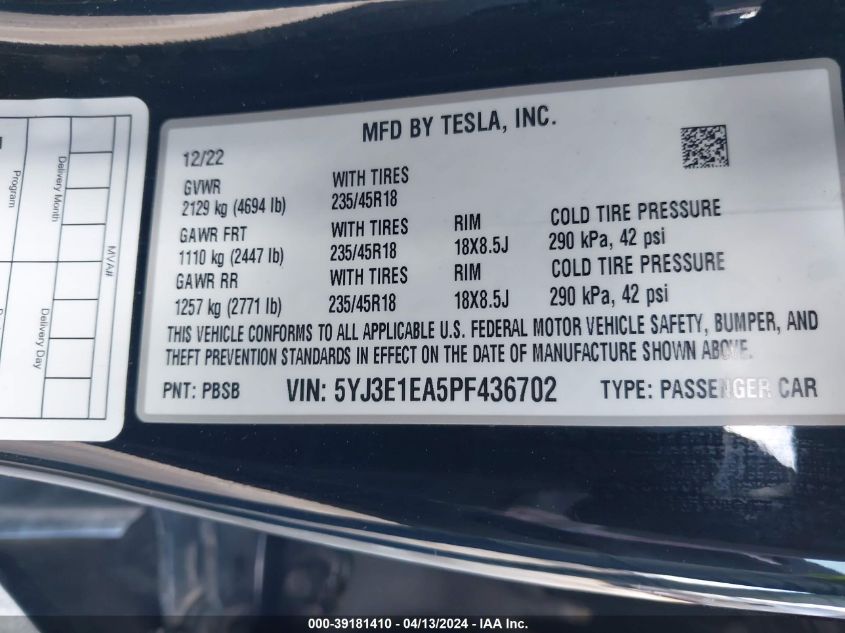 MFD BY TESLA, INC.
12/22
GVWR WITH TIRES
2129 kg (4694 lb) 235/45R18
GAWR FRT WITH TIRES RIM COLD TIRE PRESSURE
1110 kg (2447 lb) 235/45R18 18X8.5J 290 kPa, 42 psi
GAWR RR WITH TIRES RIM COLD TIRE PRESSURE
1257 kg (2771 lb) 235/45R18 18X8.5J 290 kPa, 42 psi
THIS VEHICLE CONFORMS TO ALL APPLICABLE U.S. FEDERAL MOTOR VEHICLE SAFETY, BUMPER, AND
THEFT PREVENTION STANDARDS IN EFFECT ON THE DATE OF MANUFACTURE SHOWN ABOVE.
PNT: PBSB VIN: 5YJ3E1EA5PF436702 TYPE: PASSENGER CAR
MVA#
Delivery Month
Delivery Day
Program
000-39181410 - 04/13/2024 - IAA Inc.